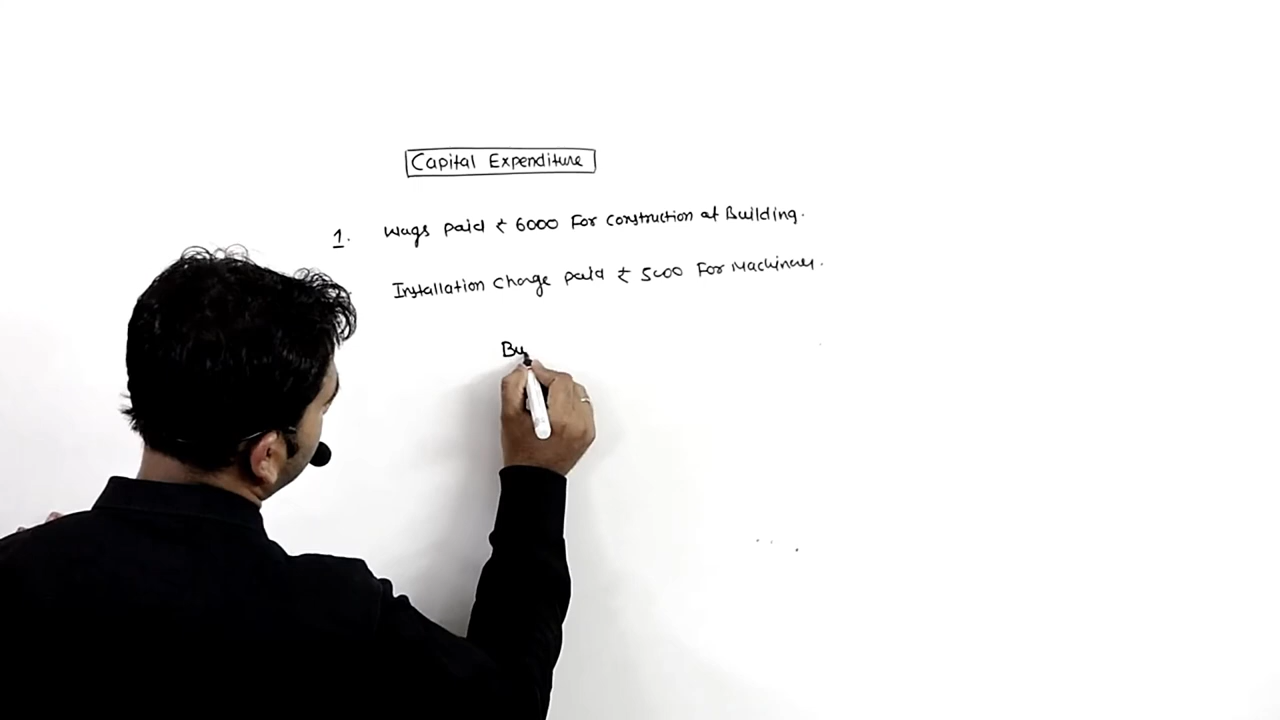 Capital Expenditure
1. Wags paid ₹ 6000 For construction of Building.
Installation charge paid ₹ 5000 For Machinery.
Bu